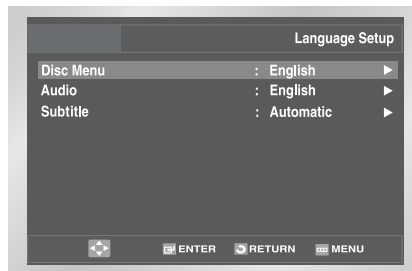 Language Setup
Disc Menu : English ►
Audio : English ►
Subtitle : Automatic ►
ENTER RETURN MENU